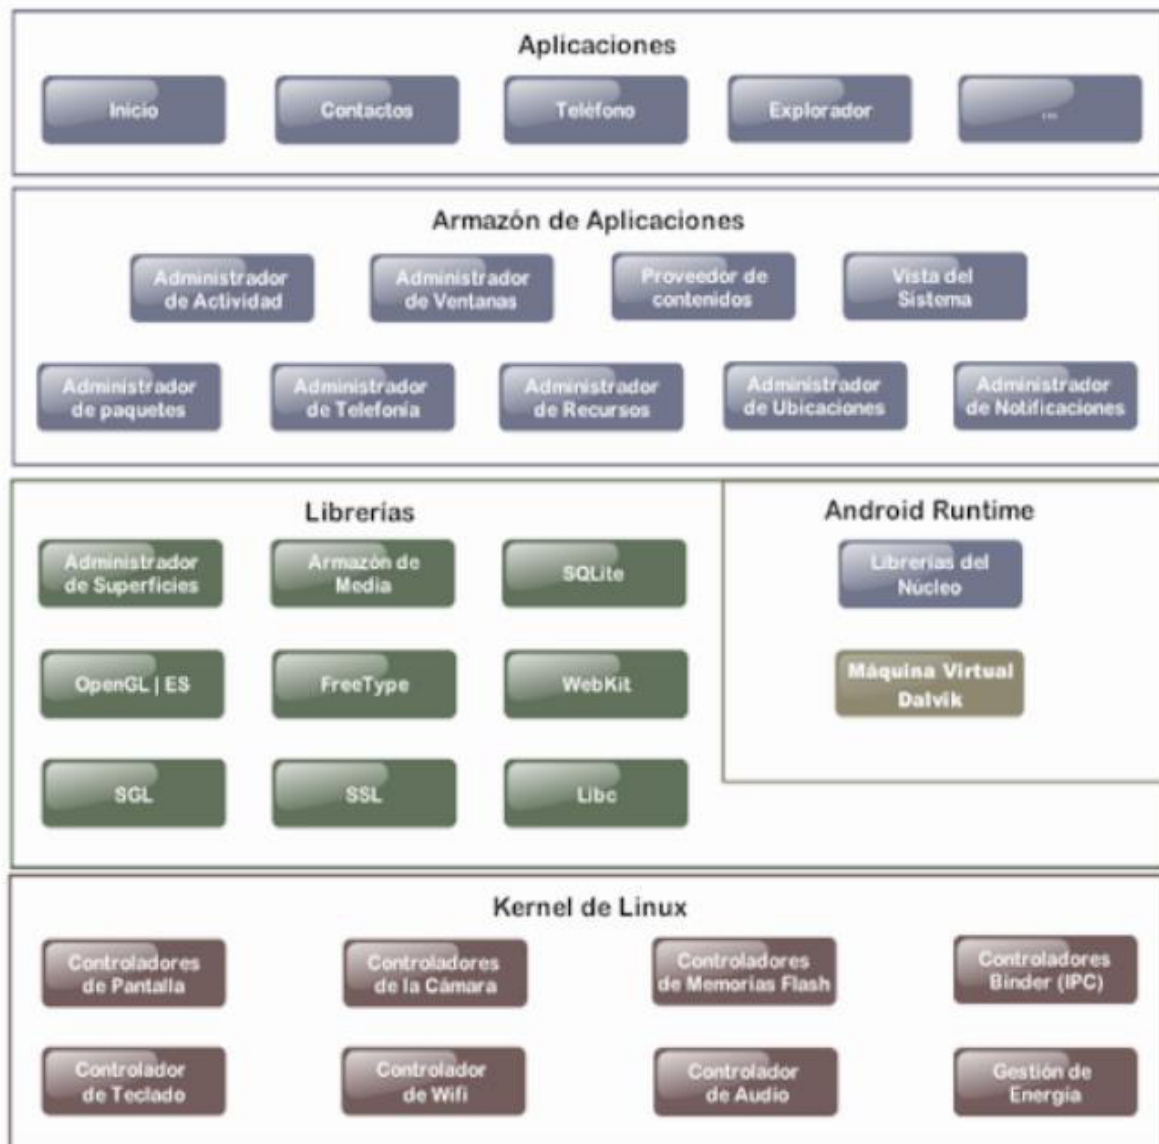 Aplicaciones
Inicio
Contactos
Teléfono
Explorador
...
Armazón de Aplicaciones
Administrador
de Actividad
Administrador
de Ventanas
Proveedor de
contenidos
Vista del
Sistema
Administrador
de paquetes
Administrador
de Telefonía
Administrador
de Recursos
Administrador
de Ubicaciones
Administrador
de Notificaciones
Librerías
Administrador
de Superficies
Armazón de
Media
SQLite
OpenGL | ES
FreeType
WebKit
SGL
SSL
Libc
Android Runtime
Librerías del
Núcleo
Máquina Virtual
Dalvik
Kernel de Linux
Controladores
de Pantalla
Controladores
de la Cámara
Controladores
de Memorías Flash
Controladores
Binder (IPC)
Controlador
de Teclado
Controlador
de Wifi
Controlador
de Audio
Gestión de
Energía